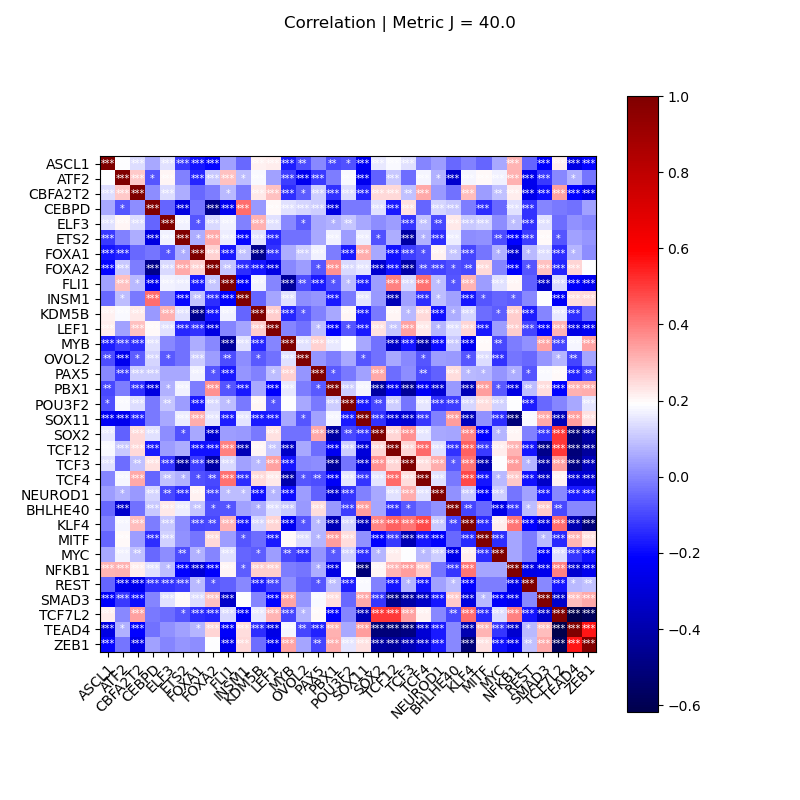 Correlation | Metric J = 40.0
ASCL1
ATF2
CBFA2T2
CEBPD
ELF3
ETS2
FOXA1
FOXA2
FLI1
INSM1
KDM5B
LEF1
MYB
OVOL2
PAX5
PBX1
POU3F2
SOX11
SOX2
TCF12
TCF3
TCF4
NEUROD1
BHLHE40
KLF4
MITF
MYC
NFKB1
REST
SMAD3
TCF7L2
TEAD4
ZEB1
ASCL1
ATF2
CBFA2T2
CEBPD
ELF3
ETS2
FOXA1
FOXA2
FLI1
INSM1
KDM5B
LEF1
MYB
OVOL2
PAX5
PBX1
POU3F2
SOX11
SOX2
TCF12
TCF3
TCF4
NEUROD1
BHLHE40
KLF4
MITF
MYC
NFKB1
REST
SMAD3
TCF7L2
TEAD4
ZEB1
1.0
0.8
0.6
0.4
0.2
0.0
−0.2
−0.4
−0.6